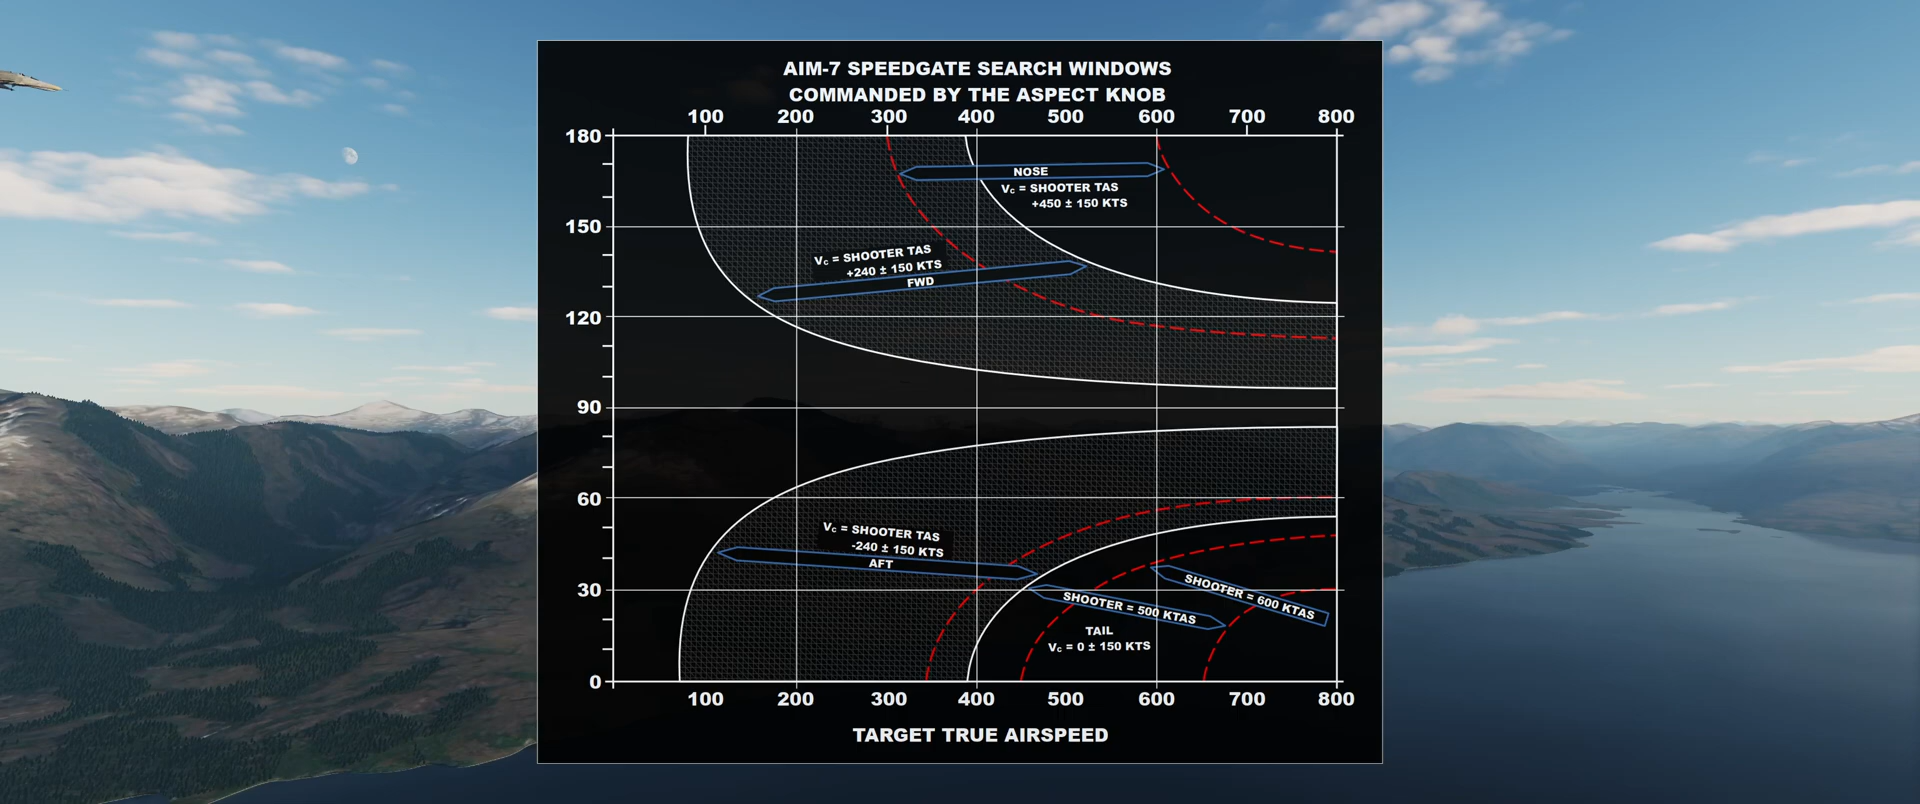 AIM-7 SPEEDGATE SEARCH WINDOWS
COMMANDED BY THE ASPECT KNOB
100 200 300 400 500 600 700 800
180
NOSE
Vc = SHOOTER TAS
+450 ± 150 KTS
150
Vc = SHOOTER TAS
+240 ± 150 KTS
FWD
120
90
60
Vc = SHOOTER TAS
-240 ± 150 KTS
AFT
30
SHOOTER = 500 KTAS
SHOOTER = 600 KTAS
TAIL
Vc = 0 ± 150 KTS
0
100 200 300 400 500 600 700 800
TARGET TRUE AIRSPEED